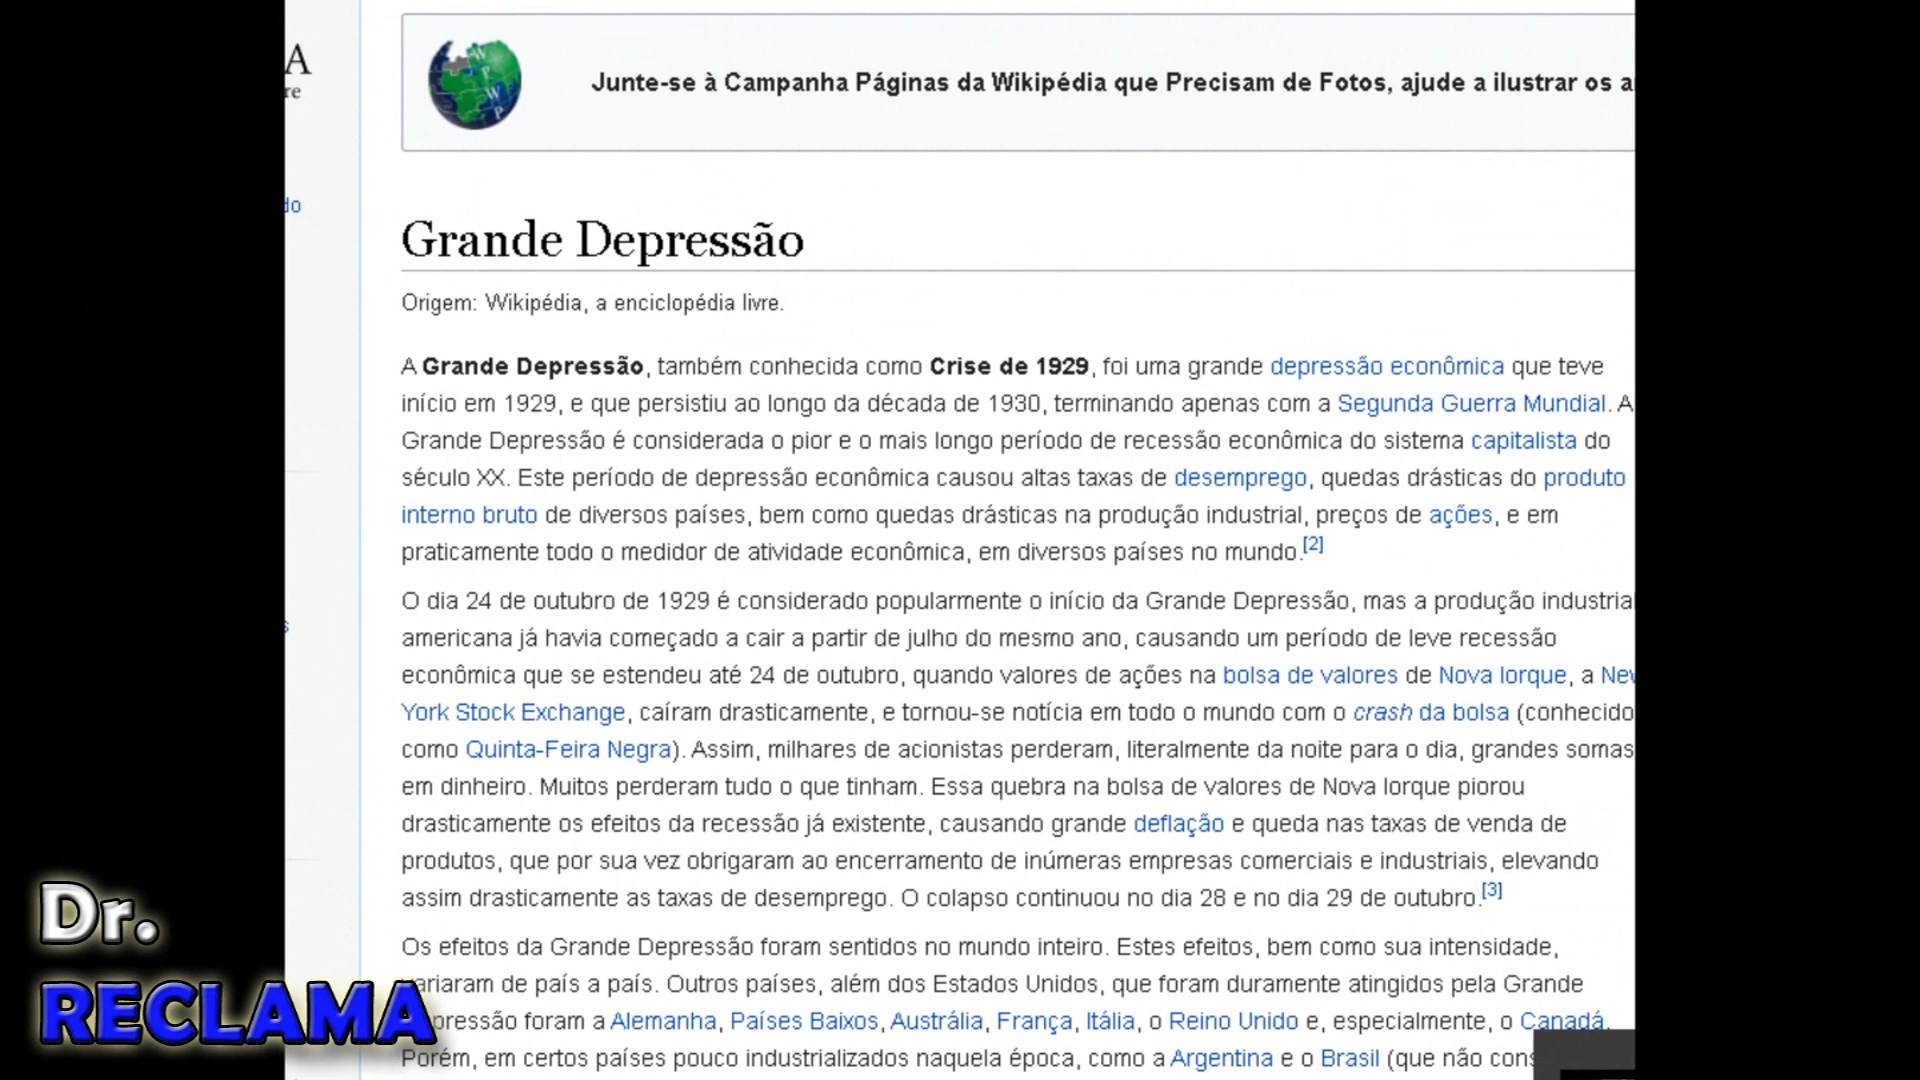 A
re
Junte-se à Campanha Páginas da Wikipédia que Precisam de Fotos, ajude a ilustrar os a
do
Grande Depressão
Origem: Wikipédia, a enciclopédia livre.
A Grande Depressão, também conhecida como Crise de 1929, foi uma grande depressão econômica que teve
início em 1929, e que persistiu ao longo da década de 1930, terminando apenas com a Segunda Guerra Mundial. A
Grande Depressão é considerada o pior e o mais longo período de recessão econômica do sistema capitalista do
século XX. Este período de depressão econômica causou altas taxas de desemprego, quedas drásticas do produto
interno bruto de diversos países, bem como quedas drásticas na produção industrial, preços de ações, e em
praticamente todo o medidor de atividade econômica, em diversos países no mundo.[2]
O dia 24 de outubro de 1929 é considerado popularmente o início da Grande Depressão, mas a produção industrial
americana já havia começado a cair a partir de julho do mesmo ano, causando um período de leve recessão
econômica que se estendeu até 24 de outubro, quando valores de ações na bolsa de valores de Nova Iorque, a New
York Stock Exchange, caíram drasticamente, e tornou-se notícia em todo o mundo com o crash da bolsa (conhecido
como Quinta-Feira Negra). Assim, milhares de acionistas perderam, literalmente da noite para o dia, grandes somas
em dinheiro. Muitos perderam tudo o que tinham. Essa quebra na bolsa de valores de Nova Iorque piorou
drasticamente os efeitos da recessão já existente, causando grande deflação e queda nas taxas de venda de
produtos, que por sua vez obrigaram ao encerramento de inúmeras empresas comerciais e industriais, elevando
assim drasticamente as taxas de desemprego. O colapso continuou no dia 28 e no dia 29 de outubro.[3]
Os efeitos da Grande Depressão foram sentidos no mundo inteiro. Estes efeitos, bem como sua intensidade,
variaram de país a país. Outros países, além dos Estados Unidos, que foram duramente atingidos pela Grande
pressão foram a Alemanha, Países Baixos, Austrália, França, Itália, o Reino Unido e, especialmente, o Canadá.
Porém, em certos países pouco industrializados naquela época, como a Argentina e o Brasil (que não cons
Dr.
RECLAMA